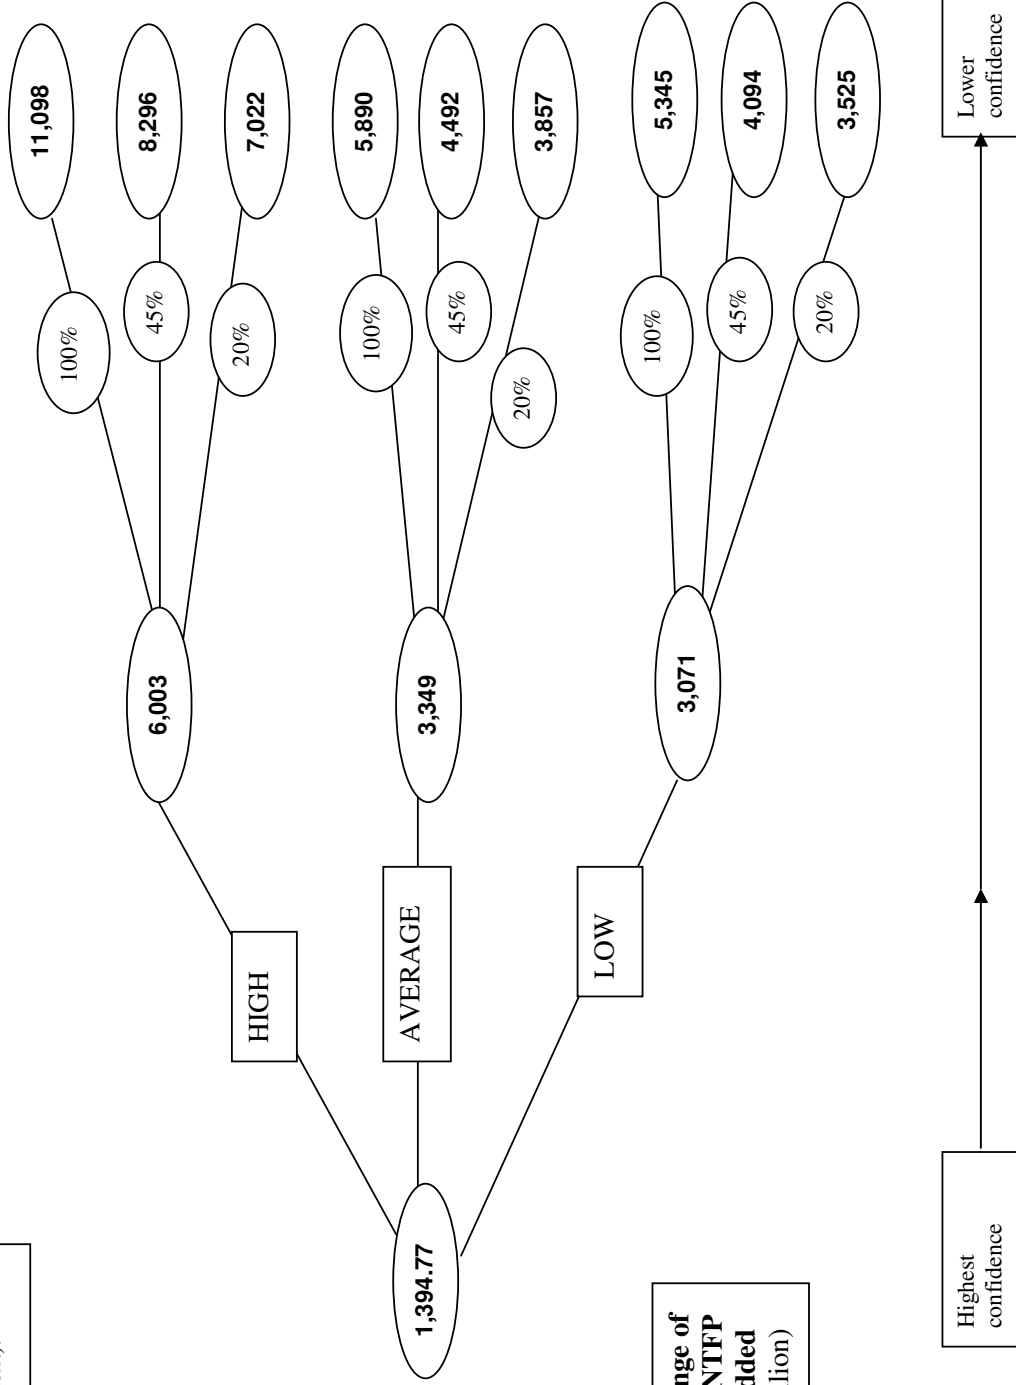 1,394.77
HIGH
AVERAGE
LOW
6,003
3,349
3,071
100%
45%
20%
100%
45%
20%
100%
45%
20%
11,098
8,296
7,022
5,890
4,492
3,857
5,345
4,094
3,525
nge of
NTFP
dded
lion)
Highest
confidence
Lower
confidence